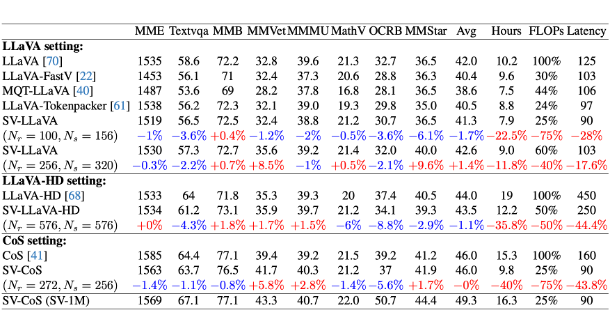 MME Textvqa MMB MMVet MMMU MathV OCRB MMStar Avg Hours FLOPs Latency
LLaVA setting:
LLaVA [70] 1535 58.6 72.2 32.8 39.6 21.3 32.7 36.5 42.0 10.2 100% 125
LLaVA-FastV [22] 1453 56.1 71 32.4 37.3 20.6 28.8 36.3 40.4 9.6 30% 103
MQT-LLaVA [40] 1487 53.6 69 28.2 37.8 16.8 28.1 36.5 38.6 7.5 44% 106
LLaVA-Tokenpacker [61] 1538 56.2 72.3 32.1 39.0 19.3 29.8 35.0 40.5 8.8 24% 97
SV-LLaVA 1519 56.5 72.5 32.4 38.8 21.2 30.7 36.5 41.3 7.9 25% 90
(Nr = 100, Ns = 156) −1% −3.6% +0.4% −1.2% −2% −0.5% −3.6% −6.1% −1.7% −22.5% −75% −28%
SV-LLaVA 1530 57.3 72.7 35.6 39.2 21.4 32.0 40.0 42.6 9.0 60% 103
(Nr = 256, Ns = 320) −0.3% −2.2% +0.7% +8.5% −1% +0.5% −2.1% +9.6% +1.4% −11.8% −40% −17.6%
LLaVA-HD setting:
LLaVA-HD [68] 1533 64 71.8 35.3 39.3 20 37.4 40.5 44.0 19 100% 450
SV-LLaVA-HD 1534 61.2 73.1 35.9 39.7 21.2 34.1 39.3 43.5 12.2 50% 250
(Nr = 576, Ns = 576) +0% −4.3% +1.8% +1.7% +1.5% −6% −8.8% −2.9% −1.1% −35.8% −50% −44.4%
CoS setting:
CoS [41] 1585 64.4 77.1 39.4 39.2 21.5 39.2 41.2 46.0 15.3 100% 160
SV-CoS 1563 63.7 76.5 41.7 40.3 21.2 37 41.9 46.0 9.8 25% 90
(Nr = 272, Ns = 256) −1.4% −1.1% −0.8% +5.8% +2.8% −1.4% −5.6% +1.7% −0% −40% −75% −43.8%
SV-CoS (SV-1M) 1569 67.1 77.1 43.3 40.7 22.0 50.7 44.4 49.3 16.3 25% 90